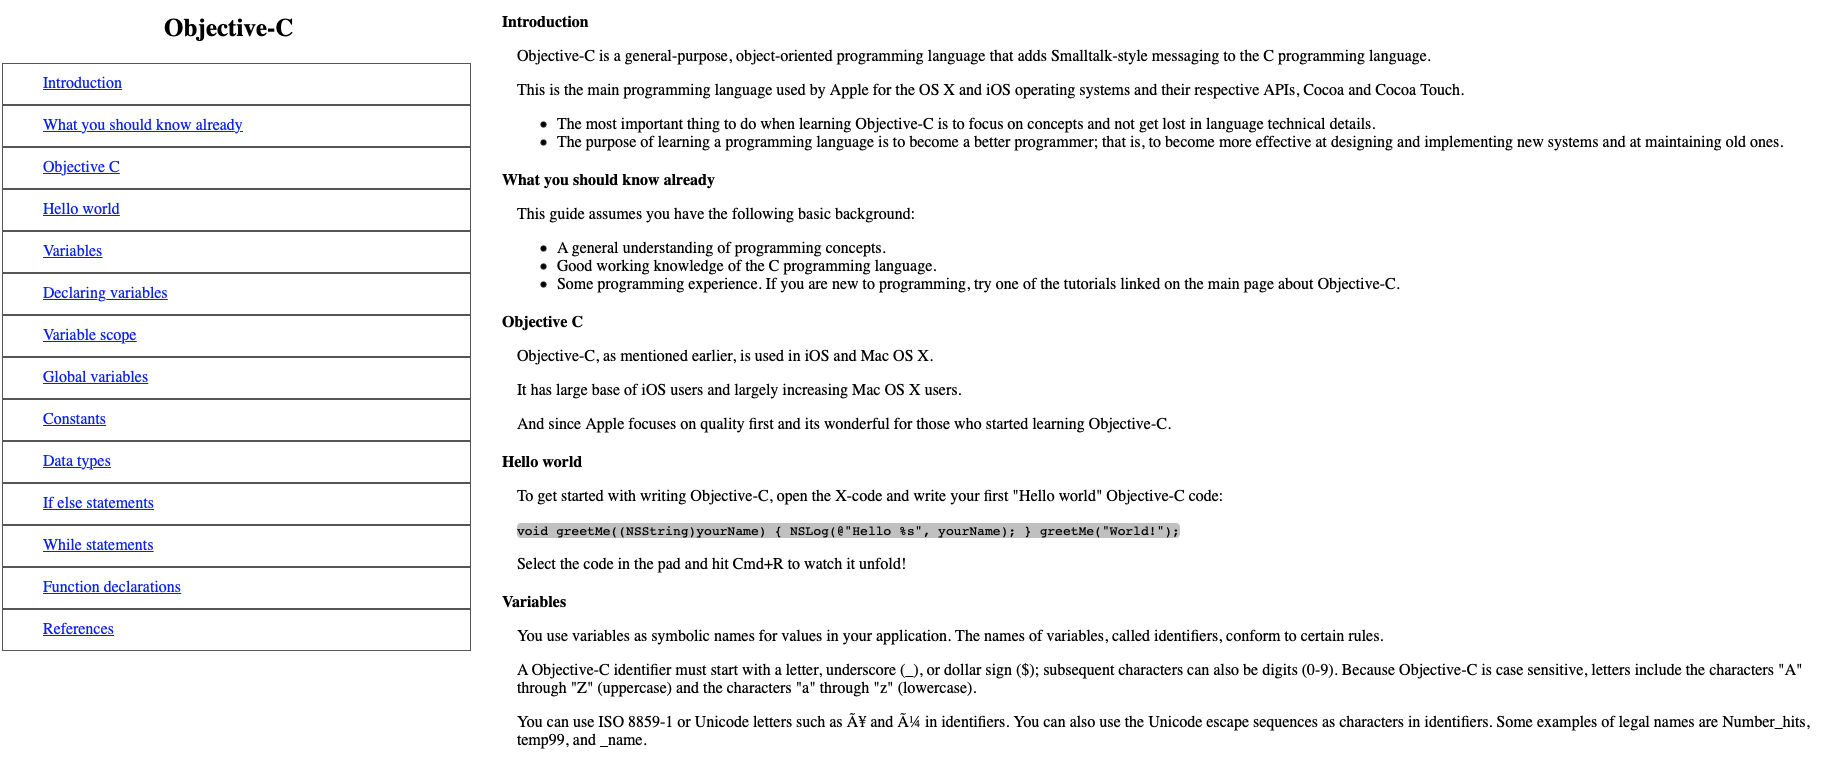 Objective-C
Introduction
What you should know already
Objective C
Hello world
Variables
Declaring variables
Variable scope
Global variables
Constants
Data types
If else statements
While statements
Function declarations
References
Introduction
Objective-C is a general-purpose, object-oriented programming language that adds Smalltalk-style messaging to the C programming language.
This is the main programming language used by Apple for the OS X and iOS operating systems and their respective APIs, Cocoa and Cocoa Touch.
• The most important thing to do when learning Objective-C is to focus on concepts and not get lost in language technical details.
• The purpose of learning a programming language is to become a better programmer; that is, to become more effective at designing and implementing new systems and at maintaining old ones.
What you should know already
This guide assumes you have the following basic background:
• A general understanding of programming concepts.
• Good working knowledge of the C programming language.
• Some programming experience. If you are new to programming, try one of the tutorials linked on the main page about Objective-C.
Objective C
Objective-C, as mentioned earlier, is used in iOS and Mac OS X.
It has large base of iOS users and largely increasing Mac OS X users.
And since Apple focuses on quality first and its wonderful for those who started learning Objective-C.
Hello world
To get started with writing Objective-C, open the X-code and write your first "Hello world" Objective-C code:
void greetMe((NSString)yourName) { NSLog(@"Hello %s", yourName); } greetMe("World!");
Select the code in the pad and hit Cmd+R to watch it unfold!
Variables
You use variables as symbolic names for values in your application. The names of variables, called identifiers, conform to certain rules.
A Objective-C identifier must start with a letter, underscore (_), or dollar sign ($); subsequent characters can also be digits (0-9). Because Objective-C is case sensitive, letters include the characters "A"
through "Z" (uppercase) and the characters "a" through "z" (lowercase).
You can use ISO 8859-1 or Unicode letters such as Ã¥ and Ã¼ in identifiers. You can also use the Unicode escape sequences as characters in identifiers. Some examples of legal names are Number_hits,
temp99, and _name.